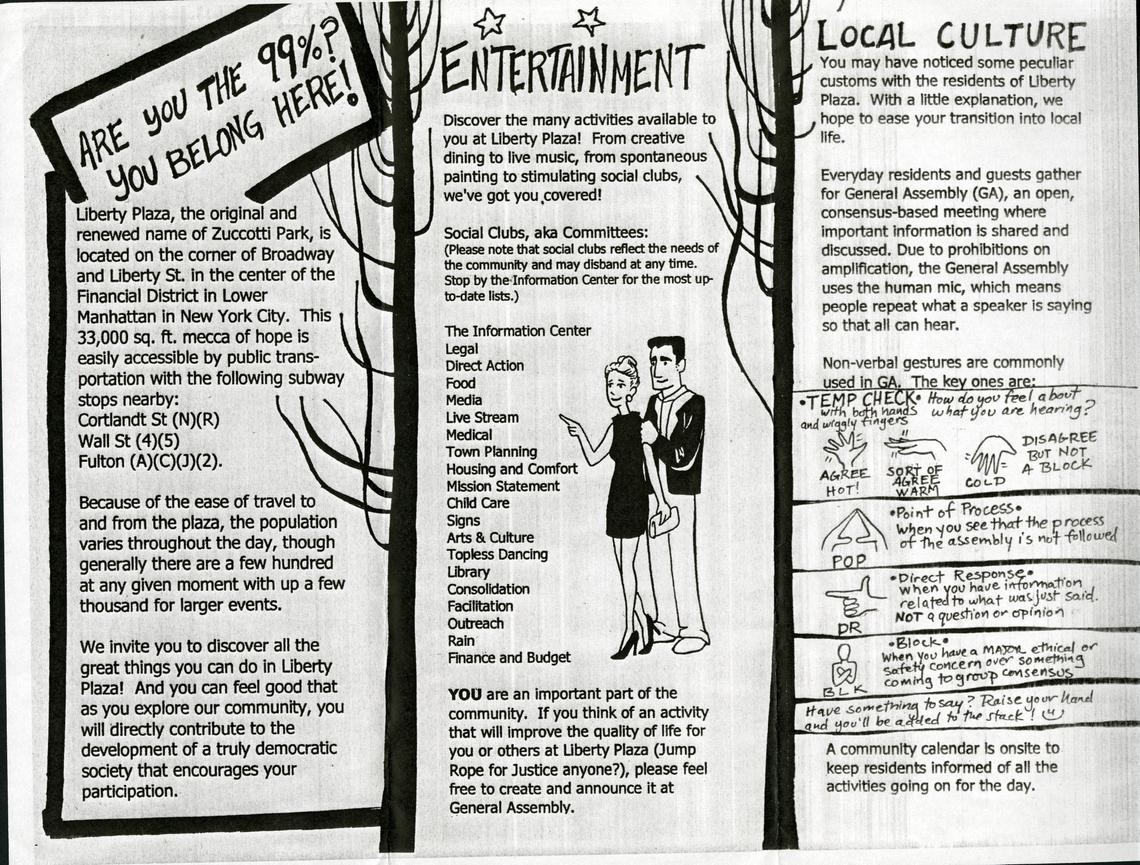 ARE YOU THE 99%?
YOU BELONG HERE!
Liberty Plaza, the original and
renewed name of Zuccotti Park, is
located on the corner of Broadway
and Liberty St. in the center of the
Financial District in Lower
Manhattan in New York City. This
33,000 sq. ft. mecca of hope is
easily accessible by public trans-
portation with the following subway
stops nearby:
Cortlandt St (N)(R)
Wall St (4)(5)
Fulton (A)(C)(J)(2).
Because of the ease of travel to
and from the plaza, the population
varies throughout the day, though
generally there are a few hundred
at any given moment with up a few
thousand for larger events.
We invite you to discover all the
great things you can do in Liberty
Plaza! And you can feel good that
as you explore our community, you
will directly contribute to the
development of a truly democratic
society that encourages your
participation.
ENTERTAINMENT
Discover the many activities available to
you at Liberty Plaza! From creative
dining to live music, from spontaneous
painting to stimulating social clubs,
we've got you covered!
Social Clubs, aka Committees:
(Please note that social clubs reflect the needs of
the community and may disband at any time.
Stop by the Information Center for the most up-
to-date lists.)
The Information Center
Legal
Direct Action
Food
Media
Live Stream
Medical
Town Planning
Housing and Comfort
Mission Statement
Child Care
Signs
Arts & Culture
Topless Dancing
Library
Consolidation
Facilitation
Outreach
Rain
Finance and Budget
YOU are an important part of the
community. If you think of an activity
that will improve the quality of life for
you or others at Liberty Plaza (Jump
Rope for Justice anyone?), please feel
free to create and announce it at
General Assembly.
LOCAL CULTURE
You may have noticed some peculiar
customs with the residents of Liberty
Plaza. With a little explanation, we
hope to ease your transition into local
life.
Everyday residents and guests gather
for General Assembly (GA), an open,
consensus-based meeting where
important information is shared and
discussed. Due to prohibitions on
amplification, the General Assembly
uses the human mic, which means
people repeat what a speaker is saying
so that all can hear.
Non-verbal gestures are commonly
used in GA. The key ones are:
•TEMP CHECK• How do you feel about
with both hands what you are hearing?
and wiggly fingers
AGREE
HOT!
SORT OF
AGREE
WARM
COLD
DISAGREE
BUT NOT
A BLOCK
•Point of Process•
when you see that the process
of the assembly is not followed
POP
•Direct Response•
when you have information
related to what was just said.
NOT a question or opinion
DR
•Block•
when you have a MAJOR ethical or
safety concern over something
coming to group consensus
BLK
Have something to say? Raise your hand
and you'll be added to the stack!
A community calendar is onsite to
keep residents informed of all the
activities going on for the day.